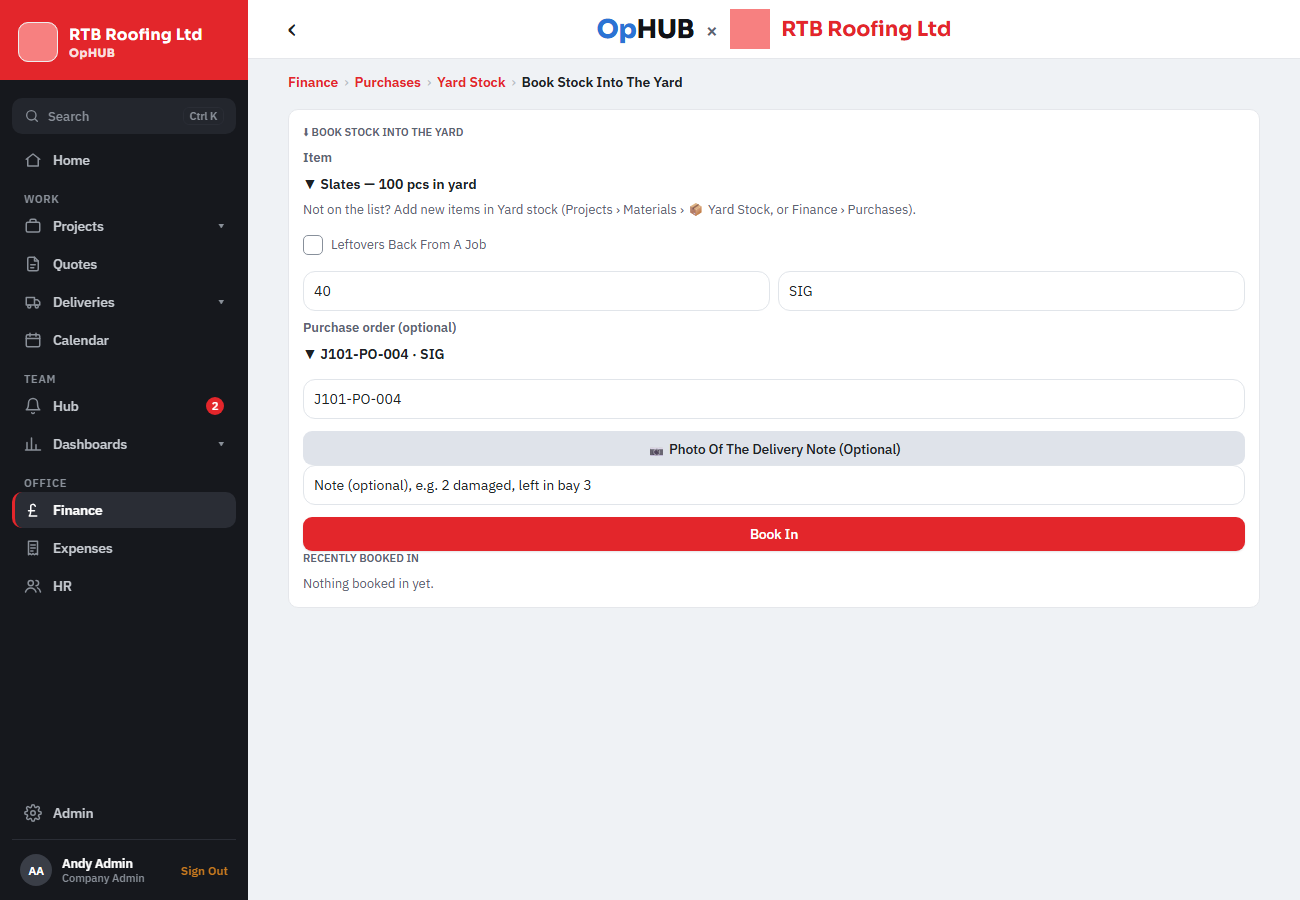 RTB Roofing Ltd
OpHUB
Search Ctrl K
Home
WORK
Projects
Quotes
Deliveries
Calendar
TEAM
Hub 2
Dashboards
OFFICE
Finance
Expenses
HR
Admin
AA Andy Admin
Company Admin
Sign Out
OpHUB × RTB Roofing Ltd
Finance › Purchases › Yard Stock › Book Stock Into The Yard
⬇ BOOK STOCK INTO THE YARD
Item
▼ Slates — 100 pcs in yard
Not on the list? Add new items in Yard stock (Projects › Materials › 📦 Yard Stock, or Finance › Purchases).
Leftovers Back From A Job
40 SIG
Purchase order (optional)
▼ J101-PO-004 · SIG
J101-PO-004
📷 Photo Of The Delivery Note (Optional)
Note (optional), e.g. 2 damaged, left in bay 3
Book In
RECENTLY BOOKED IN
Nothing booked in yet.